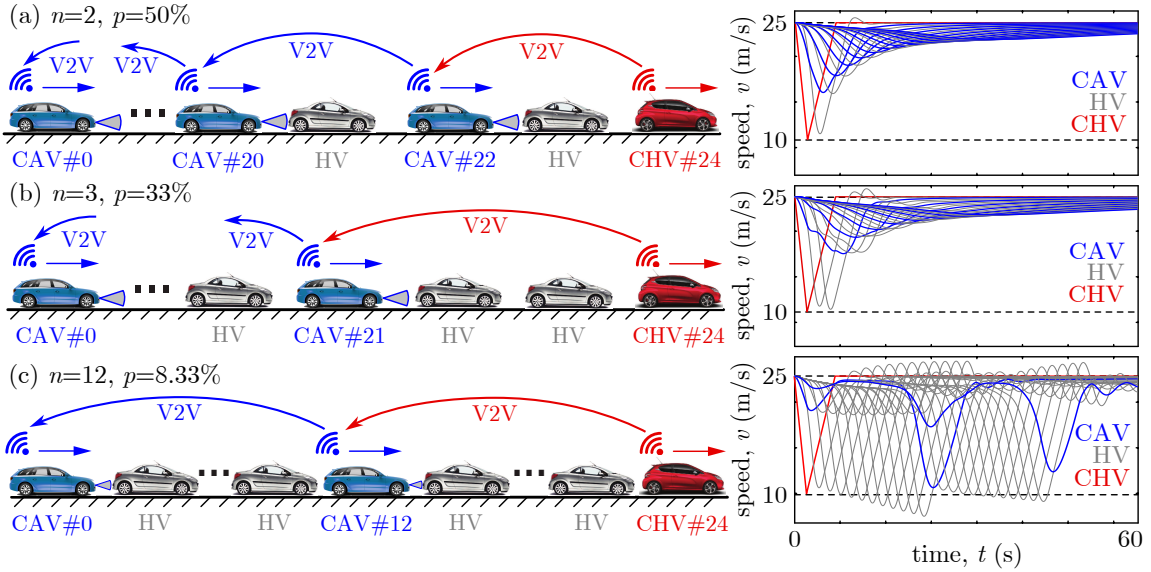 (a) n=2, p=50%
V2V V2V V2V V2V
CAV#0 CAV#20 HV CAV#22 HV CHV#24
speed, v (m/s)
25
10
CAV
HV
CHV
(b) n=3, p=33%
V2V V2V V2V
CAV#0 HV CAV#21 HV HV CHV#24
speed, v (m/s)
25
10
CAV
HV
CHV
(c) n=12, p=8.33%
V2V V2V
CAV#0 HV HV CAV#12 HV HV CHV#24
speed, v (m/s)
25
10
CAV
HV
CHV
0 60
time, t (s)